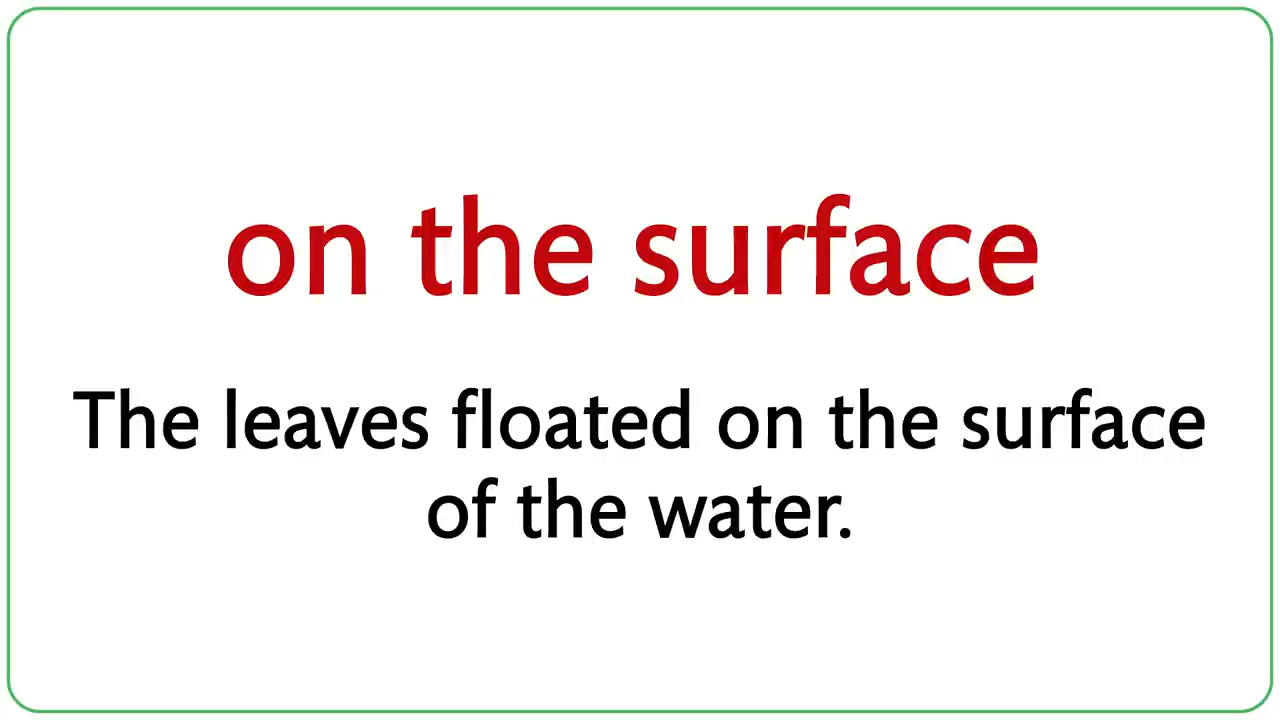 on the surface
The leaves floated on the surface
of the water.